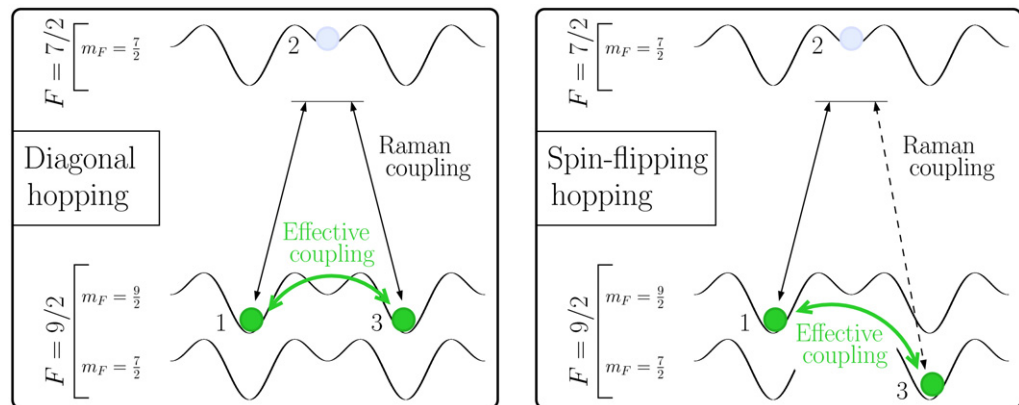 F = 7/2
m_F = 7/2
2
Diagonal
hopping
Raman
coupling
Effective
coupling
F = 9/2
m_F = 9/2
1
3
m_F = 7/2
F = 7/2
m_F = 7/2
2
Spin-flipping
hopping
Raman
coupling
F = 9/2
m_F = 9/2
1
Effective
coupling
m_F = 7/2
3